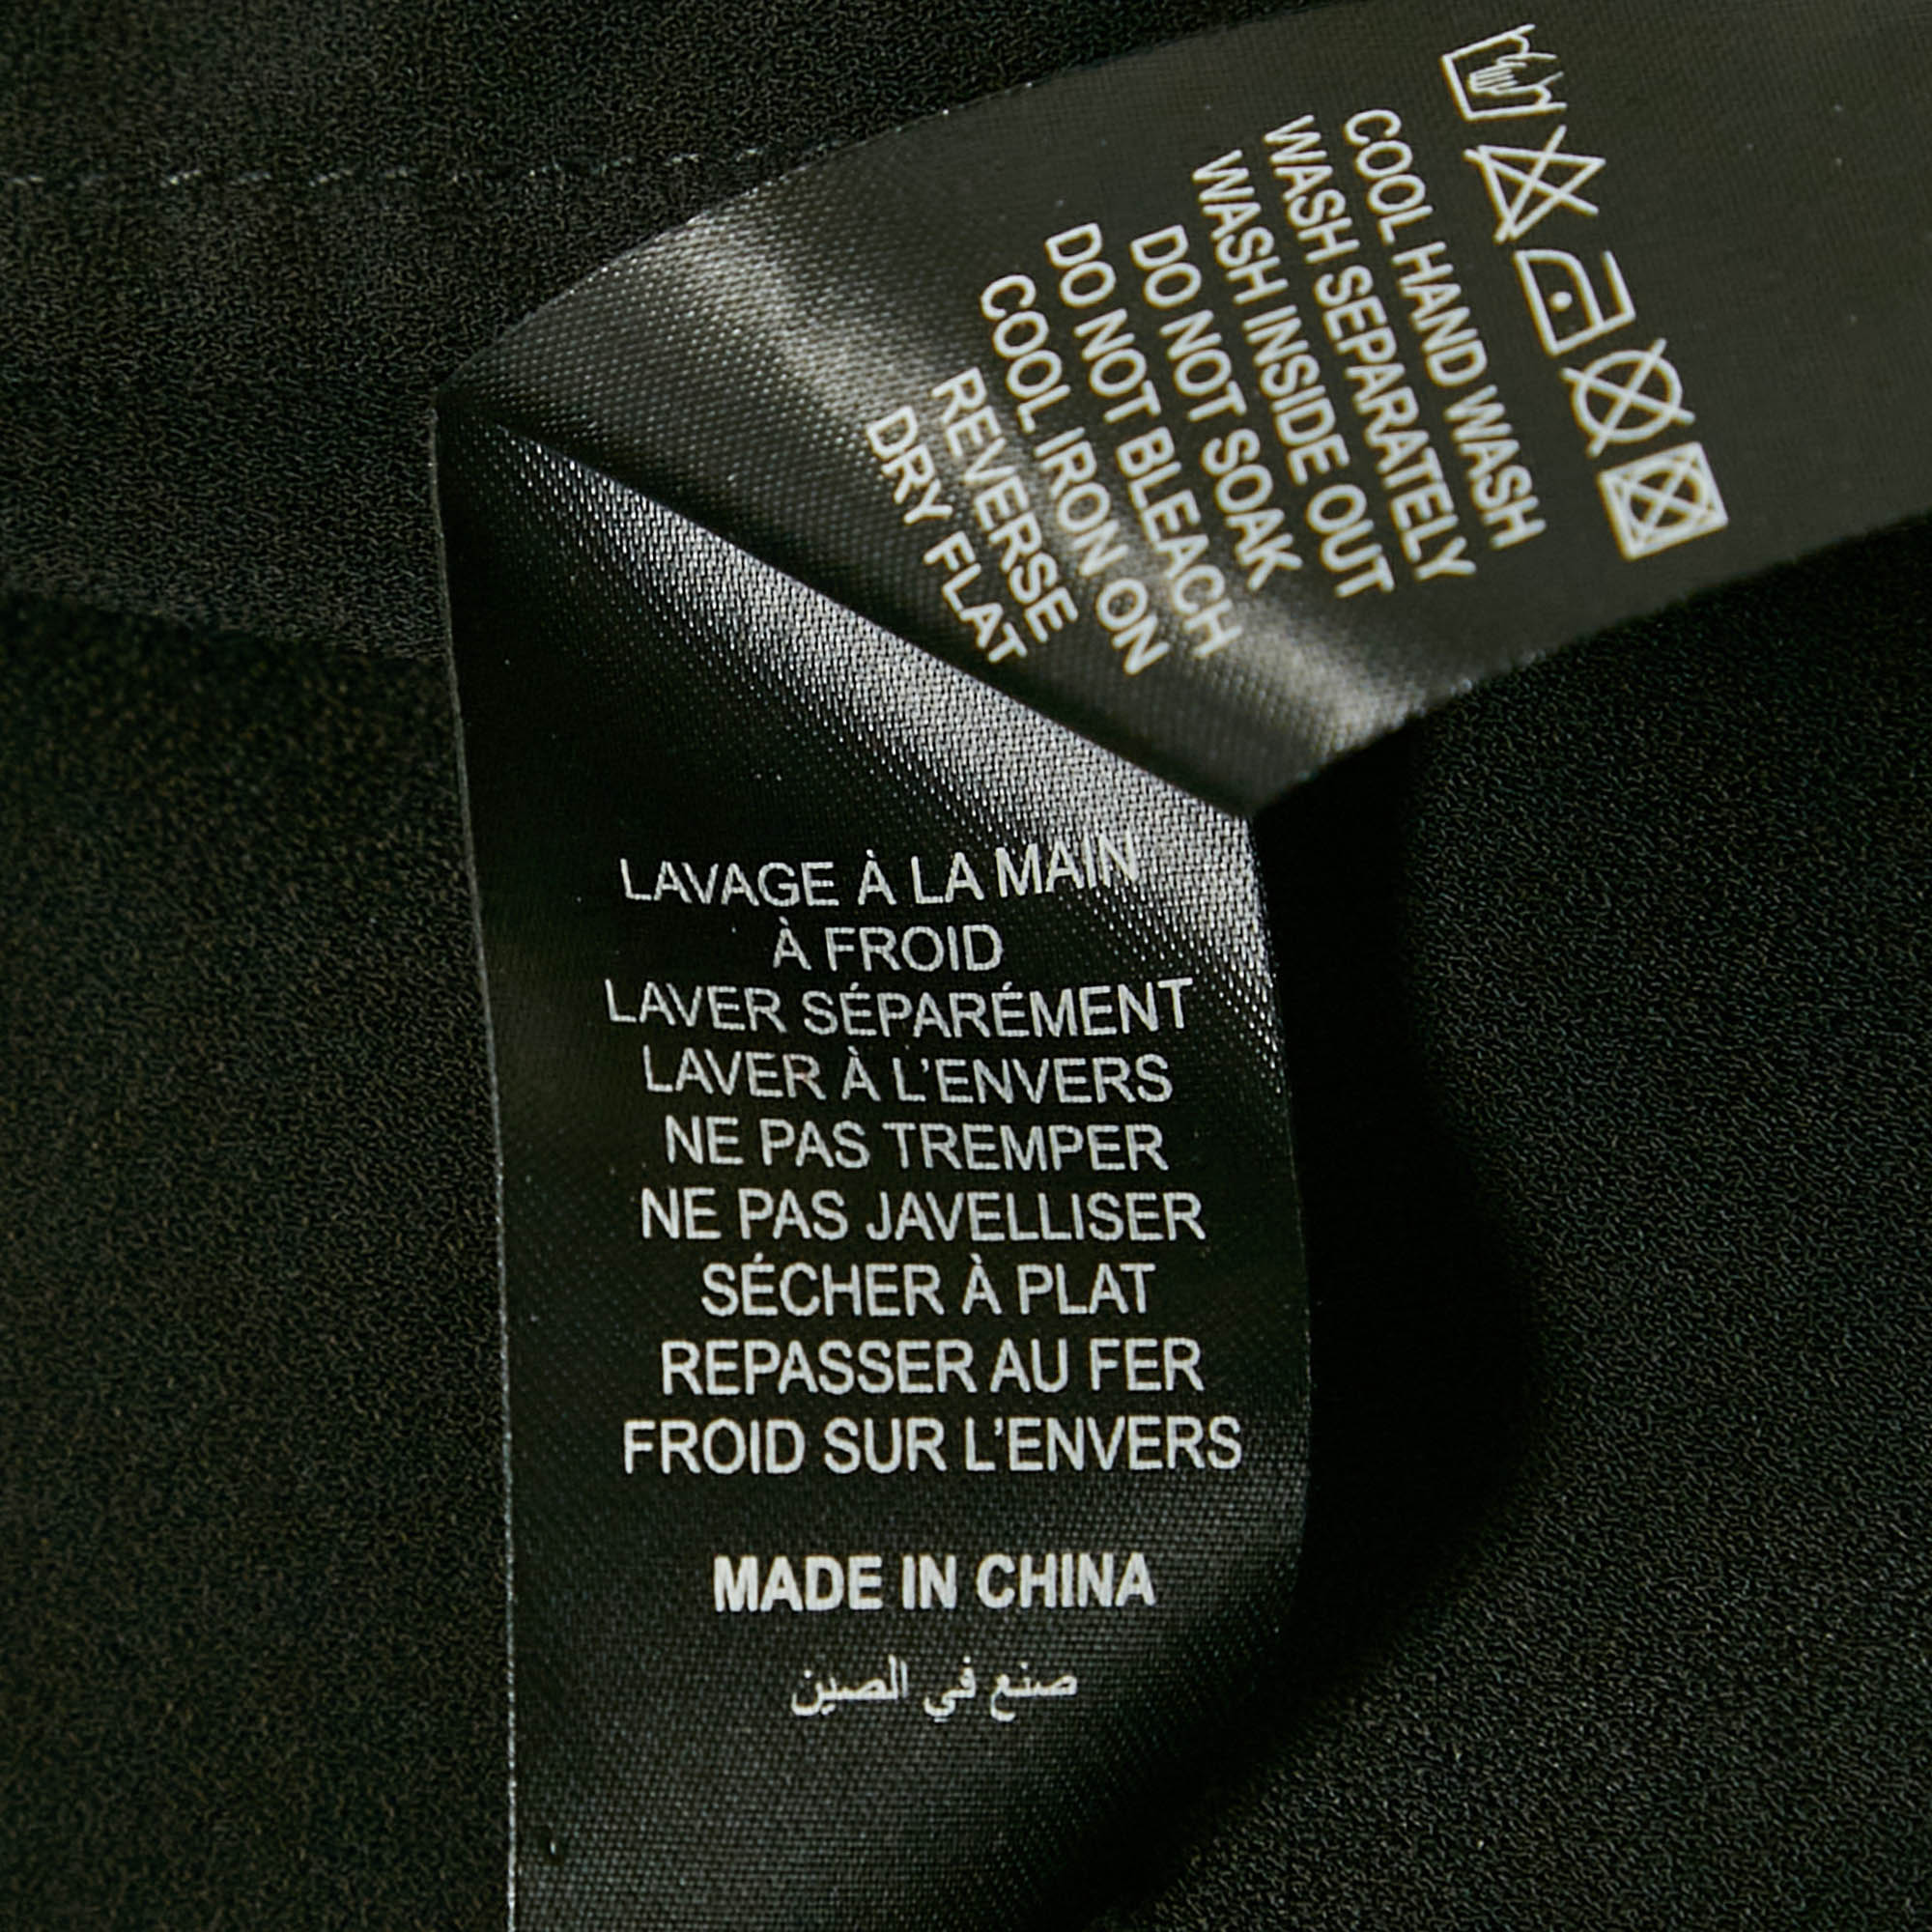 COOL HAND WASH
WASH SEPARATELY
WASH INSIDE OUT
DO NOT SOAK
DO NOT BLEACH
COOL IRON ON
REVERSE
DRY FLAT
LAVAGE À LA MAIN
À FROID
LAVER SÉPARÉMENT
LAVER À L'ENVERS
NE PAS TREMPER
NE PAS JAVELLISER
SÉCHER À PLAT
REPASSER AU FER
FROID SUR L'ENVERS
MADE IN CHINA
صنع في الصين